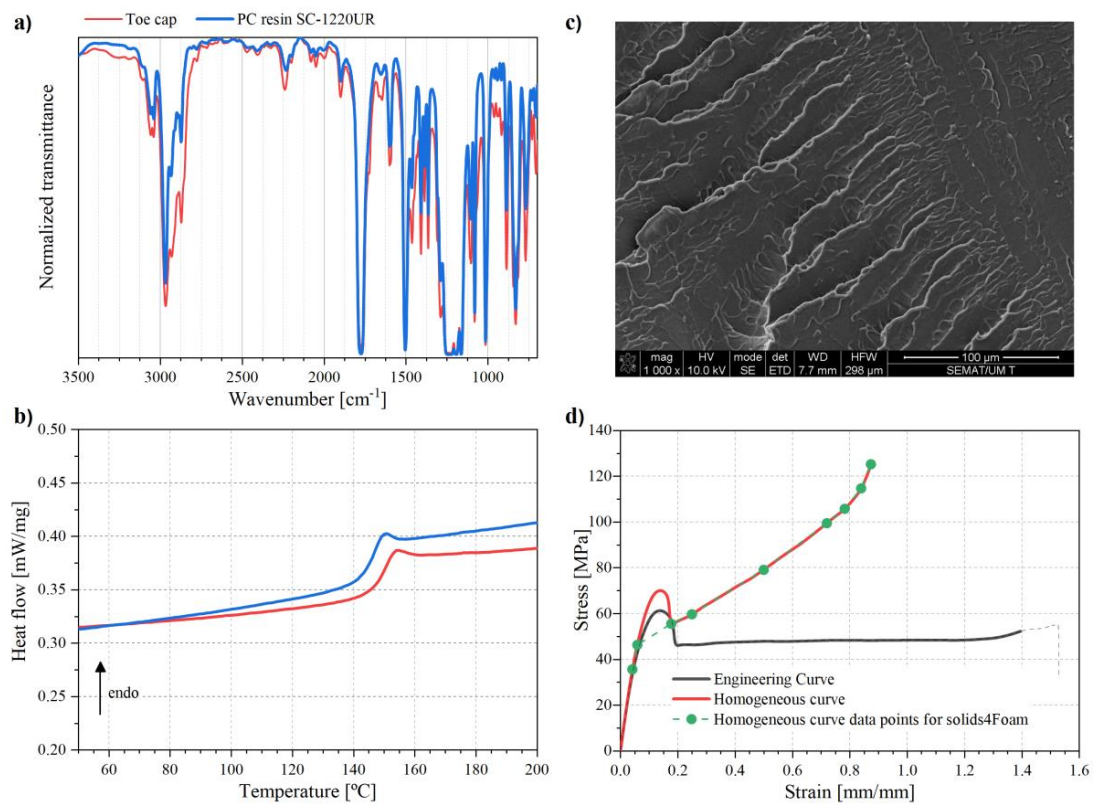 a)
Toe cap
PC resin SC-1220UR
Normalized transmittance
3500 3000 2500 2000 1500 1000
Wavenumber [cm-1]
b)
0.50
0.45
0.40
0.35
0.30
0.25
0.20
Heat flow [mW/mg]
endo
60 80 100 120 140 160 180 200
Temperature [ºC]
c)
mag HV mode det WD HFW 100 µm
1 000 x 10.0 kV SE ETD 7.7 mm 298 µm SEMAT/UM T
d)
140
120
100
80
60
40
20
0
Stress [MPa]
Engineering Curve
Homogeneous curve
Homogeneous curve data points for solids4Foam
0.0 0.2 0.4 0.6 0.8 1.0 1.2 1.4 1.6
Strain [mm/mm]